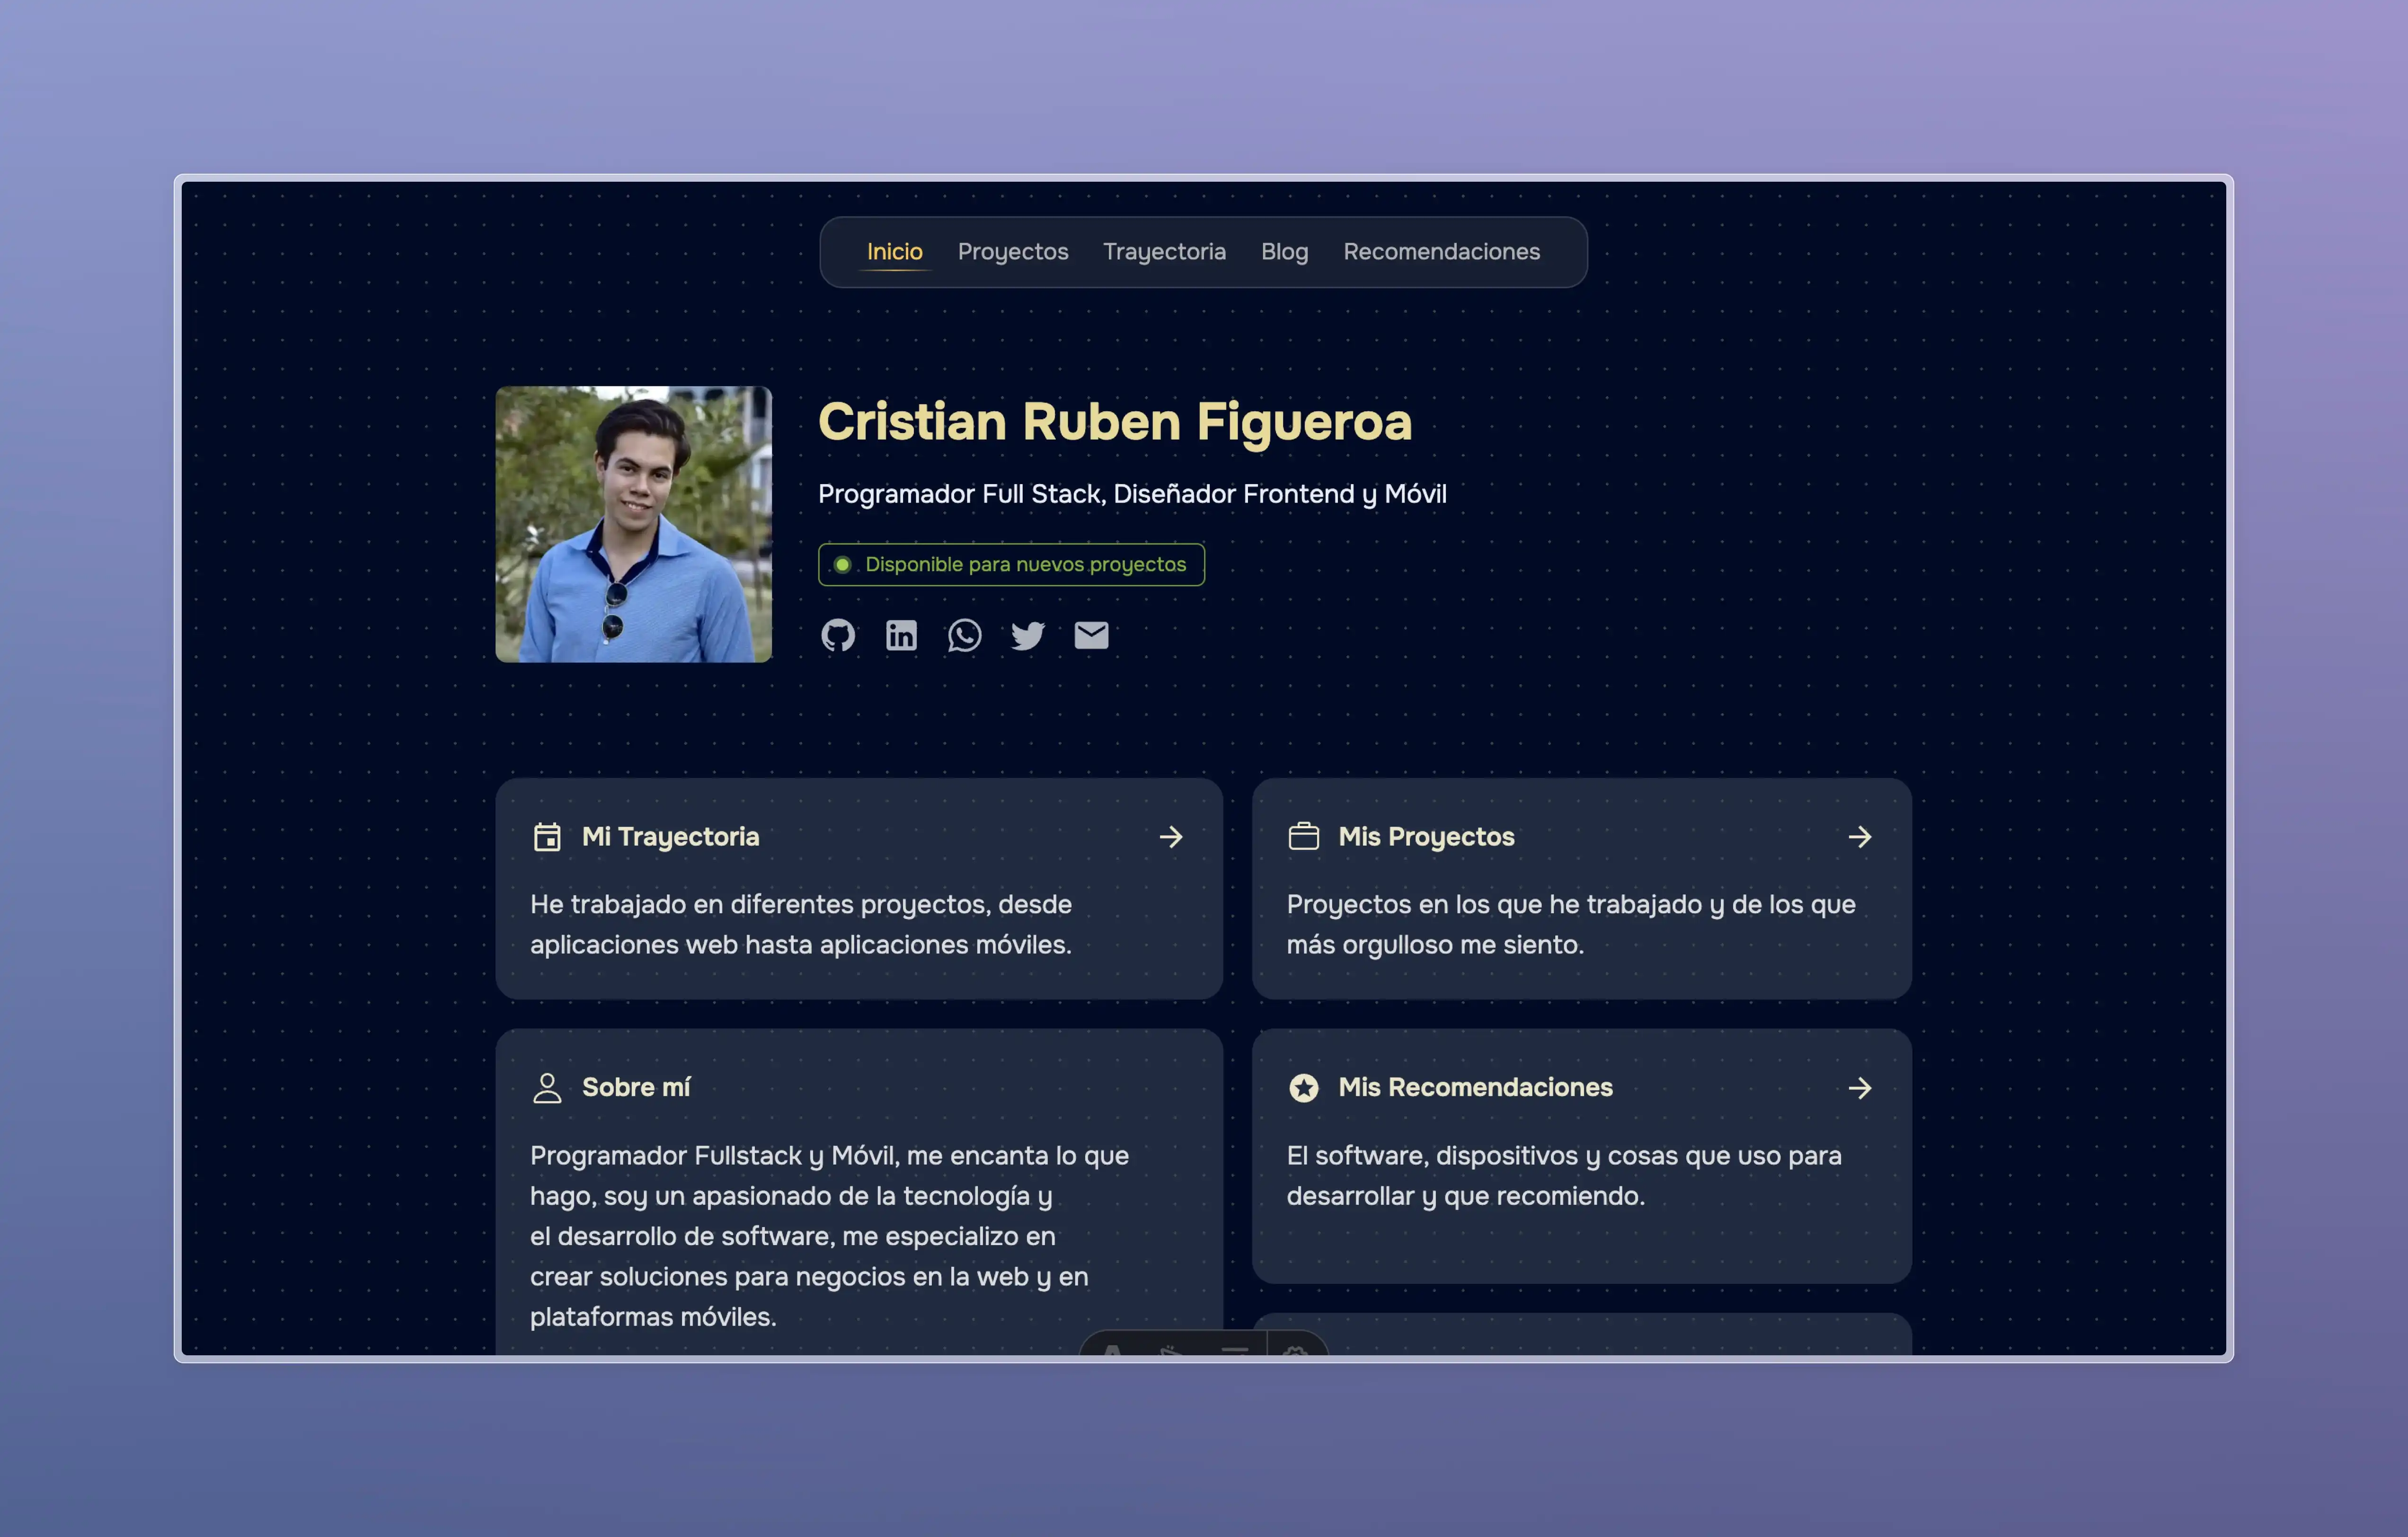 Inicio Proyectos Trayectoria Blog Recomendaciones
Cristian Ruben Figueroa
Programador Full Stack, Diseñador Frontend y Móvil
Disponible para nuevos proyectos
Mi Trayectoria
He trabajado en diferentes proyectos, desde
aplicaciones web hasta aplicaciones móviles.
Mis Proyectos
Proyectos en los que he trabajado y de los que
más orgulloso me siento.
Sobre mí
Programador Fullstack y Móvil, me encanta lo que
hago, soy un apasionado de la tecnología y
el desarrollo de software, me especializo en
crear soluciones para negocios en la web y en
plataformas móviles.
Mis Recomendaciones
El software, dispositivos y cosas que uso para
desarrollar y que recomiendo.